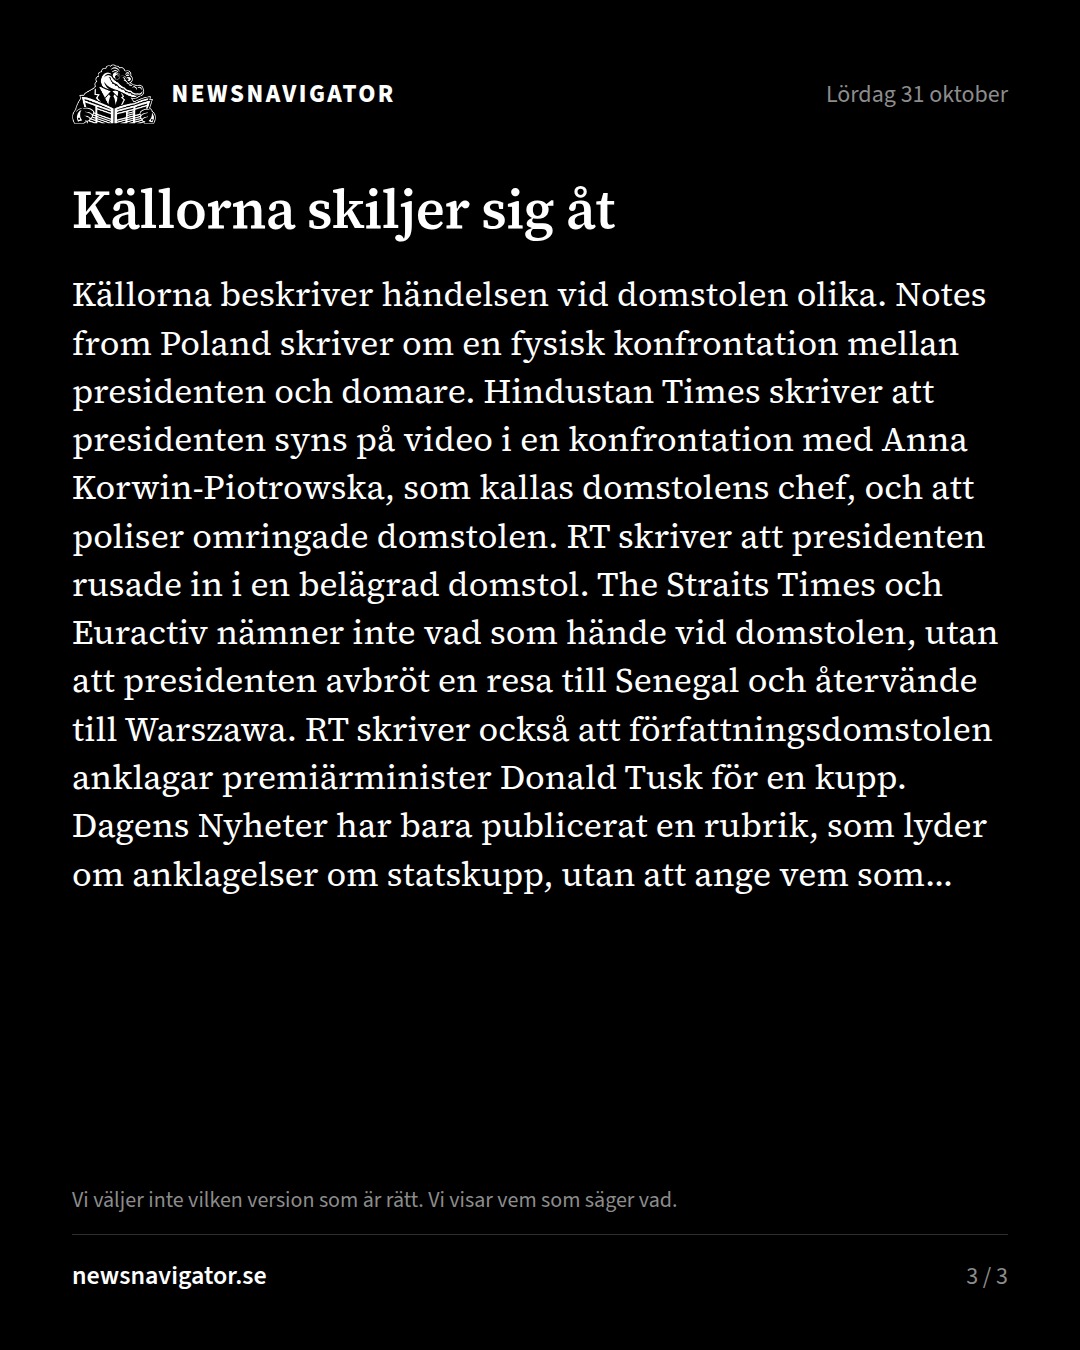 NEWSNAVIGATOR
Lördag 31 oktober
Källorna skiljer sig åt
Källorna beskriver händelsen vid domstolen olika. Notes
from Poland skriver om en fysisk konfrontation mellan
presidenten och domare. Hindustan Times skriver att
presidenten syns på video i en konfrontation med Anna
Korwin-Piotrowska, som kallas domstolens chef, och att
poliser omringade domstolen. RT skriver att presidenten
rusade in i en belägrad domstol. The Straits Times och
Euractiv nämner inte vad som hände vid domstolen, utan
att presidenten avbröt en resa till Senegal och återvände
till Warszawa. RT skriver också att författningsdomstolen
anklagar premiärminister Donald Tusk för en kupp.
Dagens Nyheter har bara publicerat en rubrik, som lyder
om anklagelser om statskupp, utan att ange vem som...
Vi väljer inte vilken version som är rätt. Vi visar vem som säger vad.
newsnavigator.se
3 / 3